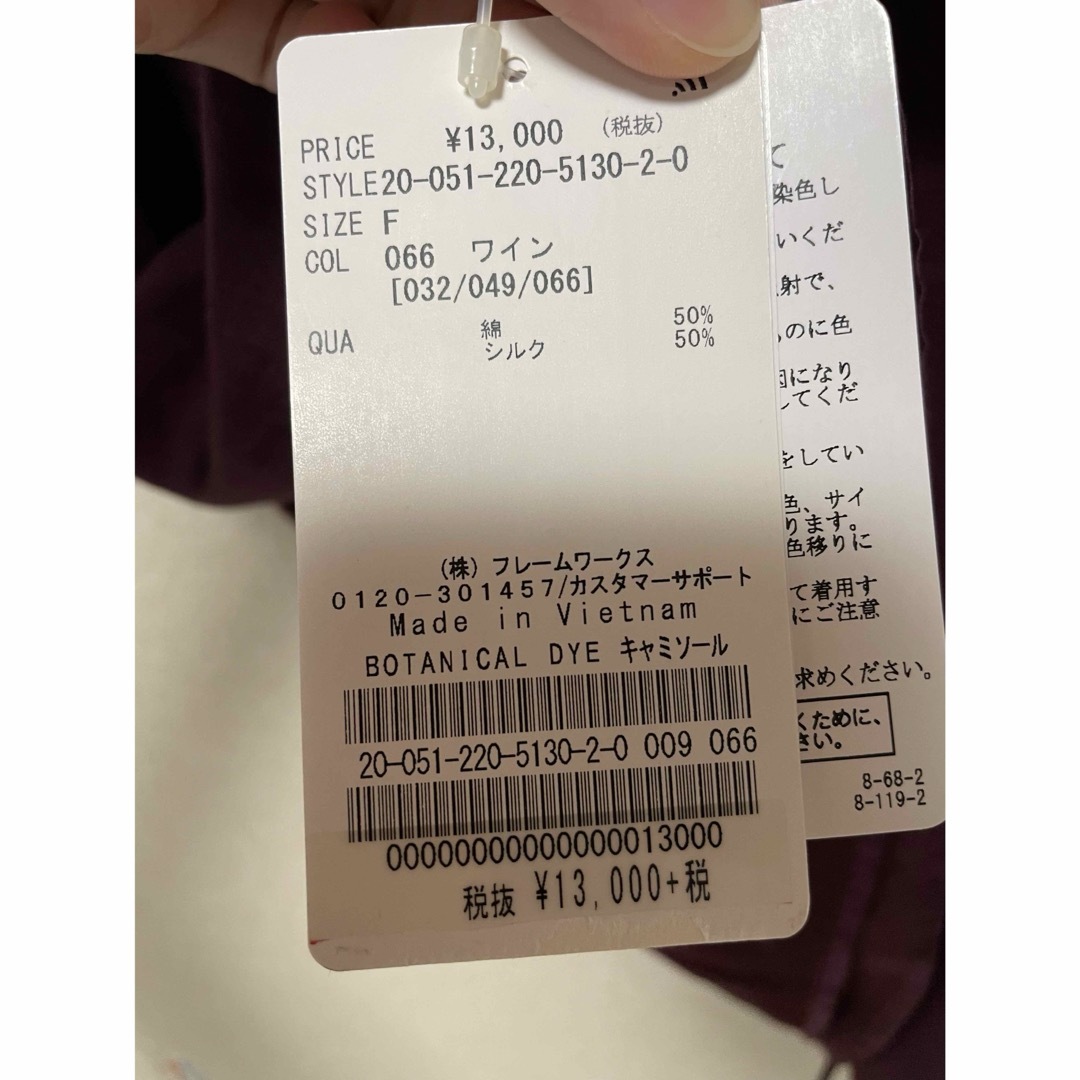 PRICE ¥13,000 (税抜)
STYLE20-051-220-5130-2-0
SIZE F
COL 066 ワイン
[032/049/066]
QUA 綿 50%
シルク 50%
(株) フレームワークス
0120-301457/カスタマーサポート
Made in Vietnam
BOTANICAL DYE キャミソール
20-051-220-5130-2-0 009 066
00000000000000013000
税抜 ¥13,000+税
て
染色し
いくだ
射で、
のに色
因になり
してくだ
をしてい
色、サイ
ります。
色移りに
て着用す
にご注意
求めください。
くために、
さい。
8-68-2
8-119-2